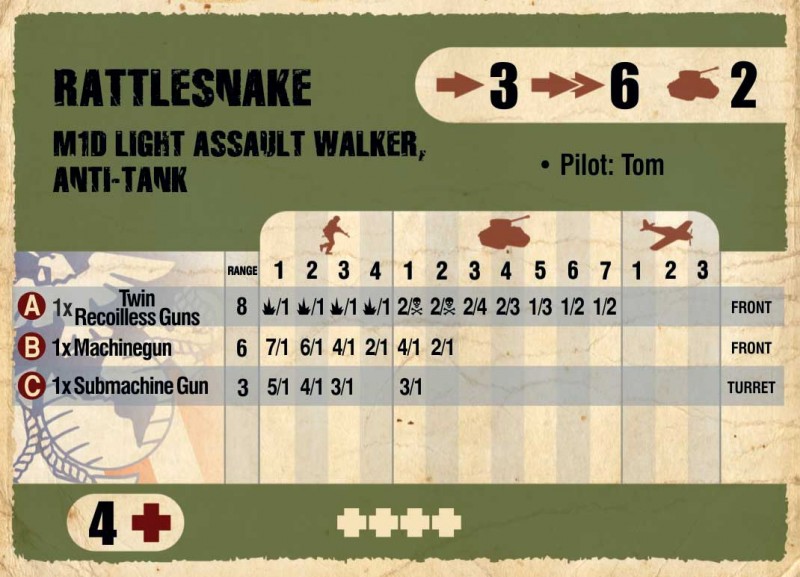 RATTLESNAKE
3 6 2
M1D LIGHT ASSAULT WALKER,
ANTI-TANK
• Pilot: Tom
RANGE 1 2 3 4 1 2 3 4 5 6 7 1 2 3
A 1x Twin Recoilless Guns 8 /1 /1 /1 /1 2/ 2/ 2/4 2/3 1/3 1/2 1/2 FRONT
B 1x Machinegun 6 7/1 6/1 4/1 2/1 4/1 2/1 FRONT
C 1x Submachine Gun 3 5/1 4/1 3/1 3/1 TURRET
4